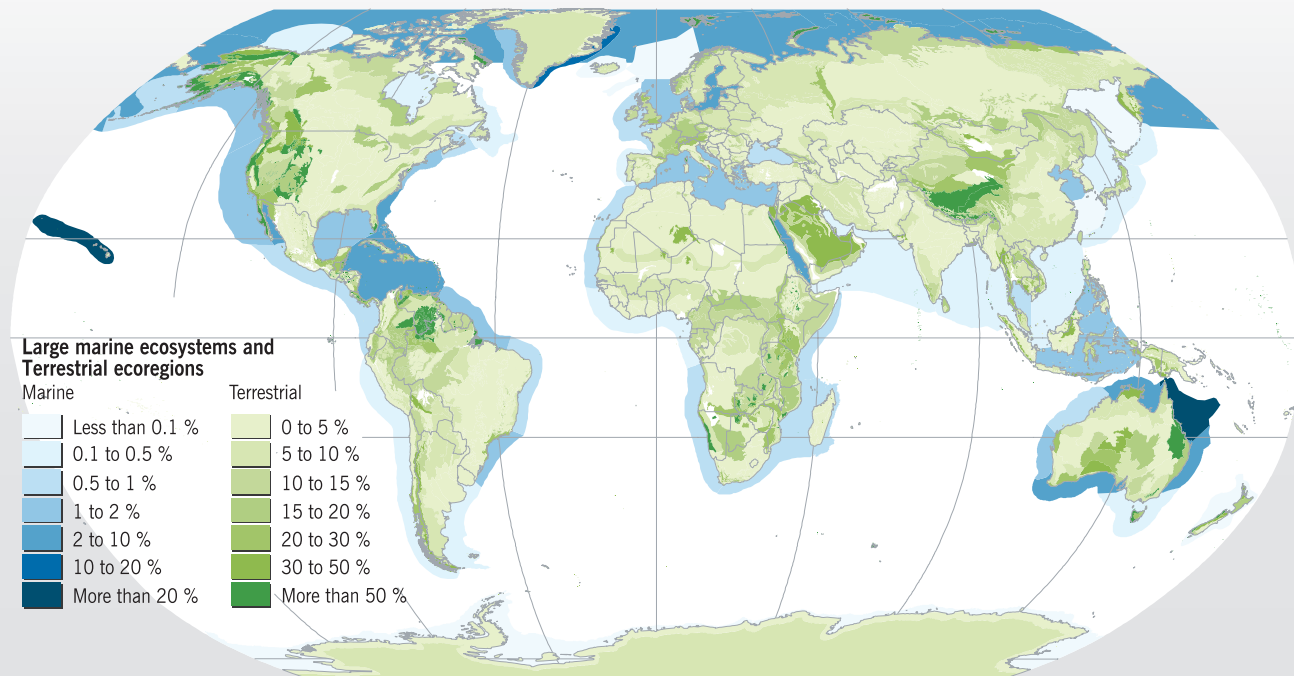 Large marine ecosystems and
Terrestrial ecoregions
Marine
Terrestrial
Less than 0.1 %
0 to 5 %
0.1 to 0.5 %
5 to 10 %
0.5 to 1 %
10 to 15 %
1 to 2 %
15 to 20 %
2 to 10 %
20 to 30 %
10 to 20 %
30 to 50 %
More than 20 %
More than 50 %